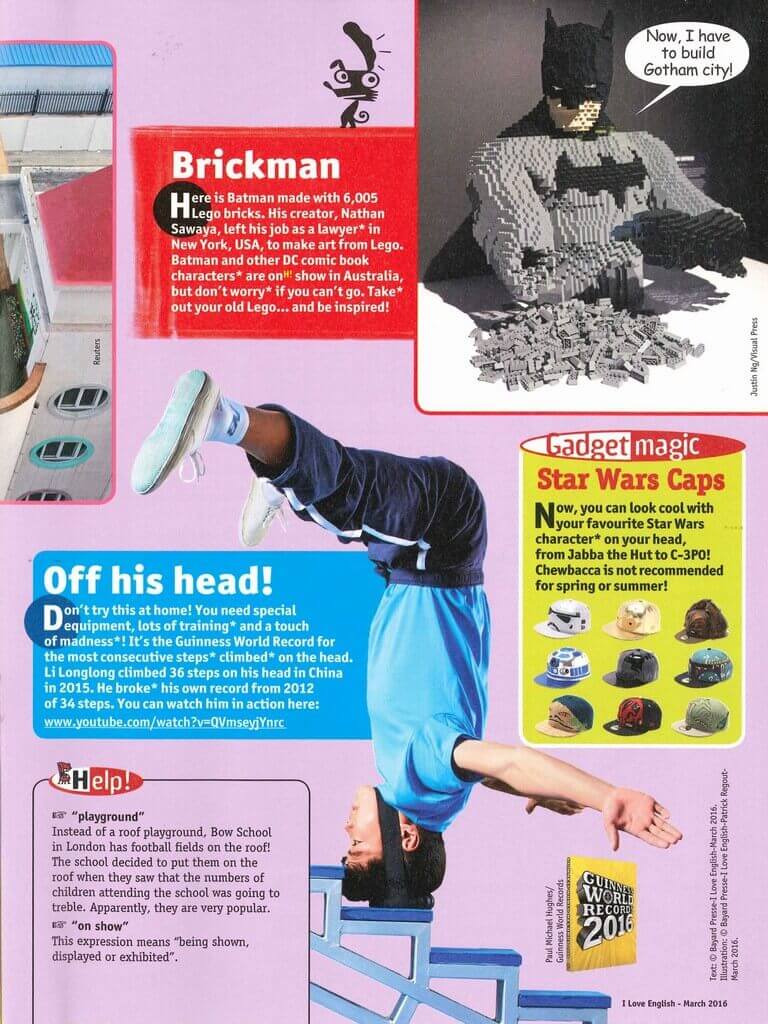 Now, I have
to build
Gotham city!
Brickman
Here is Batman made with 6,005
Lego bricks. His creator, Nathan
Sawaya, left his job as a lawyer* in
New York, USA, to make art from Lego.
Batman and other DC comic book
characters* are onH! show in Australia,
but don't worry* if you can't go. Take*
out your old Lego... and be inspired!
Reuters
Justin Ng/Visual Press
Gadget magic
Star Wars Caps
Now, you can look cool with
your favourite Star Wars
character* on your head,
from Jabba the Hut to C-3PO!
Chewbacca is not recommended
for spring or summer!
Off his head!
Don't try this at home! You need special
equipment, lots of training* and a touch
of madness*! It's the Guinness World Record for
the most consecutive steps* climbed* on the head.
Li Longlong climbed 36 steps on his head in China
in 2015. He broke* his own record from 2012
of 34 steps. You can watch him in action here:
www.youtube.com/watch?v=QVmseyjYnrc
Help!
☞ "playground"
Instead of a roof playground, Bow School
in London has football fields on the roof!
The school decided to put them on the
roof when they saw that the numbers of
children attending the school was going to
treble. Apparently, they are very popular.
☞ "on show"
This expression means "being shown,
displayed or exhibited".
Paul Michael Hughes/
Guinness World Records
GUINNESS
WORLD
RECORDS
2016
Text: © Bayard Presse-I Love English-March 2016.
Illustration: © Bayard Presse-I Love English-Patrick Regout-
March 2016.
I Love English - March 2016